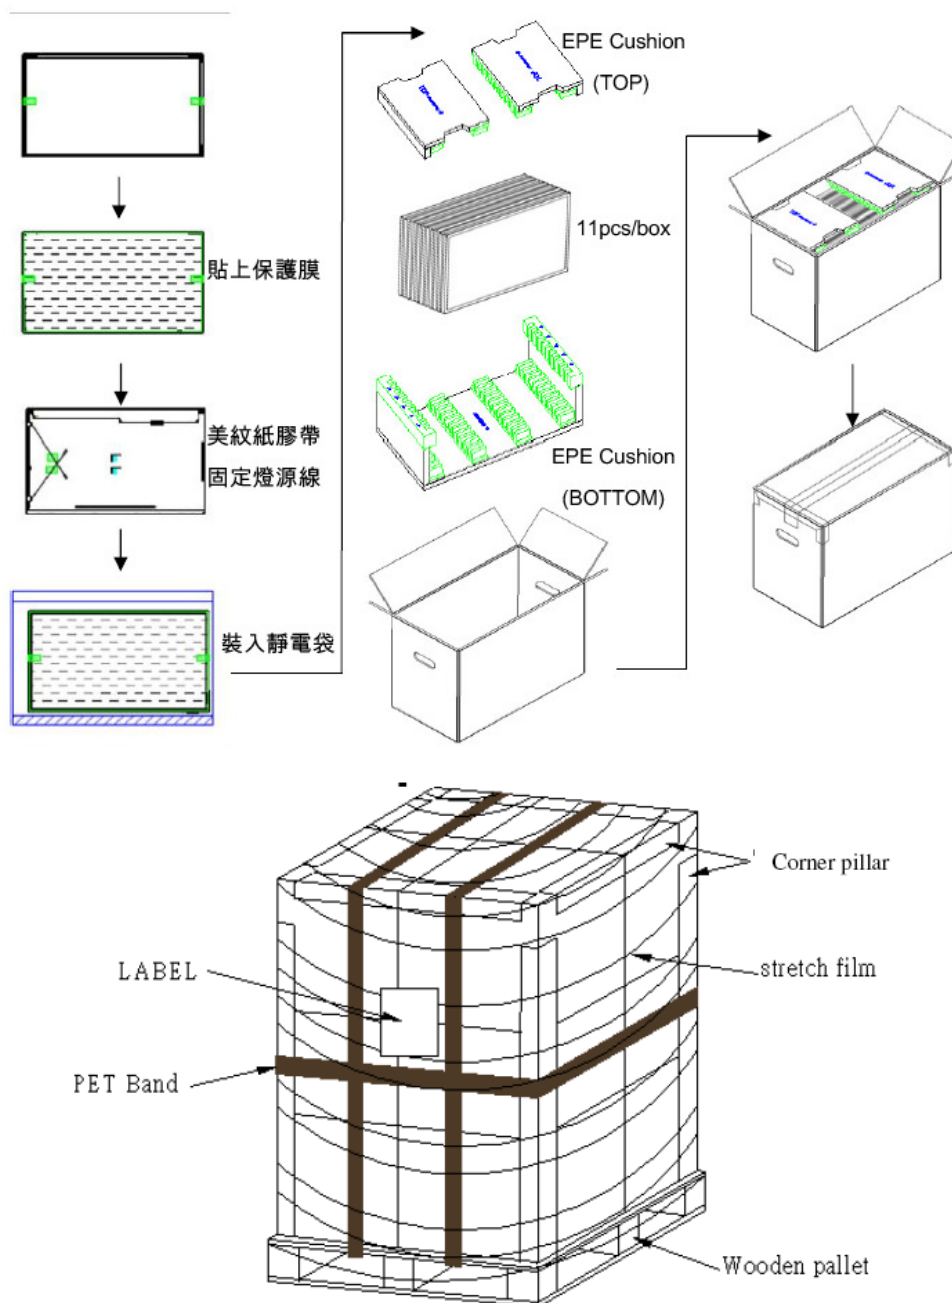 貼上保護膜
美紋紙膠帶
固定燈源線
裝入靜電袋
EPE Cushion
(TOP)
11pcs/box
EPE Cushion
(BOTTOM)
Corner pillar
LABEL
stretch film
PET Band
Wooden pallet